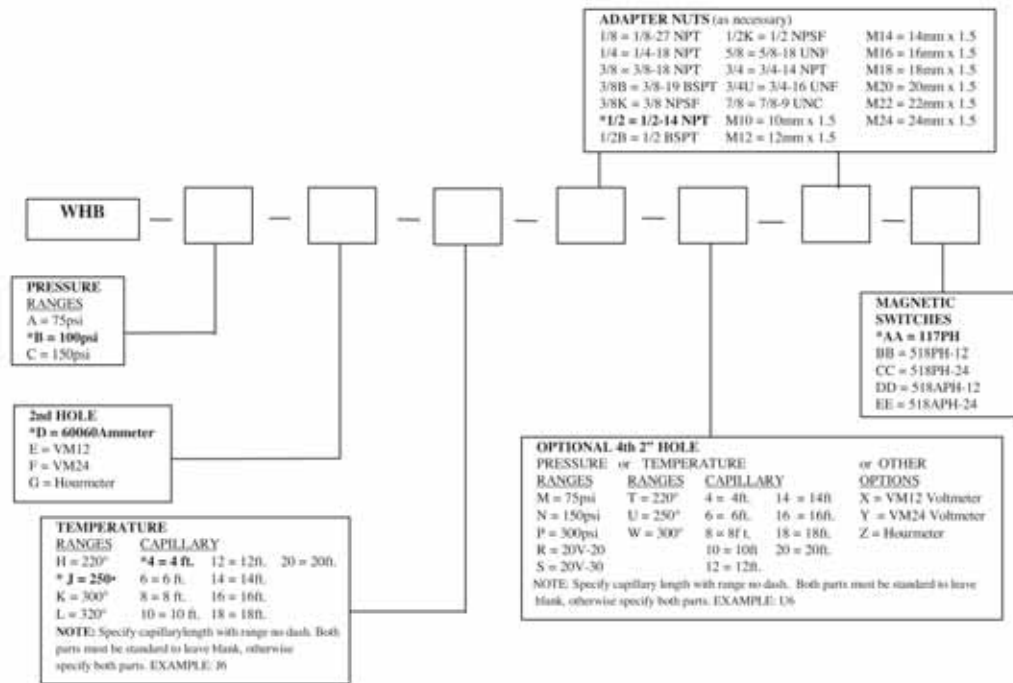 ADAPTER NUTS (as necessary)
1/8 = 1/8-27 NPT 1/2K = 1/2 NPSF M14 = 14mm x 1.5
1/4 = 1/4-18 NPT 5/8 = 5/8-18 UNF M16 = 16mm x 1.5
3/8 = 3/8-18 NPT 3/4 = 3/4-14 NPT M18 = 18mm x 1.5
3/8B = 3/8-19 BSPT 3/4U = 3/4-16 UNF M20 = 20mm x 1.5
3/8K = 3/8 NPSF 7/8 = 7/8-9 UNC M22 = 22mm x 1.5
*1/2 = 1/2-14 NPT M10 = 10mm x 1.5 M24 = 24mm x 1.5
1/2B = 1/2 BSPT M12 = 12mm x 1.5
WHB — — — — — — —
PRESSURE
RANGES
A = 75psi
*B = 100psi
C = 150psi
MAGNETIC
SWITCHES
*AA = 117PH
BB = 518PH-12
CC = 518PH-24
DD = 518APH-12
EE = 518APH-24
2nd HOLE
*D = 60060Ammeter
E = VM12
F = VM24
G = Hourmeter
OPTIONAL 4th 2" HOLE
PRESSURE or TEMPERATURE or OTHER
RANGES RANGES CAPILLARY OPTIONS
M = 75psi T = 220° 4 = 4ft. 14 = 14ft X = VM12 Voltmeter
N = 150psi U = 250° 6 = 6ft. 16 = 16ft. Y = VM24 Voltmeter
P = 300psi W = 300° 8 = 8f t. 18 = 18ft. Z = Hourmeter
R = 20V-20 10 = 10ft 20 = 20ft.
S = 20V-30 12 = 12ft.
NOTE: Specify capillary length with range no dash. Both parts must be standard to leave
blank, otherwise specify both parts. EXAMPLE: U6
TEMPERATURE
RANGES CAPILLARY
H = 220° *4 = 4 ft. 12 = 12ft. 20 = 20ft.
* J = 250° 6 = 6 ft. 14 = 14ft.
K = 300° 8 = 8 ft. 16 = 16ft.
L = 320° 10 = 10 ft. 18 = 18ft.
NOTE: Specify capillarylength with range no dash. Both
parts must be standard to leave blank, otherwise
specify both parts. EXAMPLE: J6